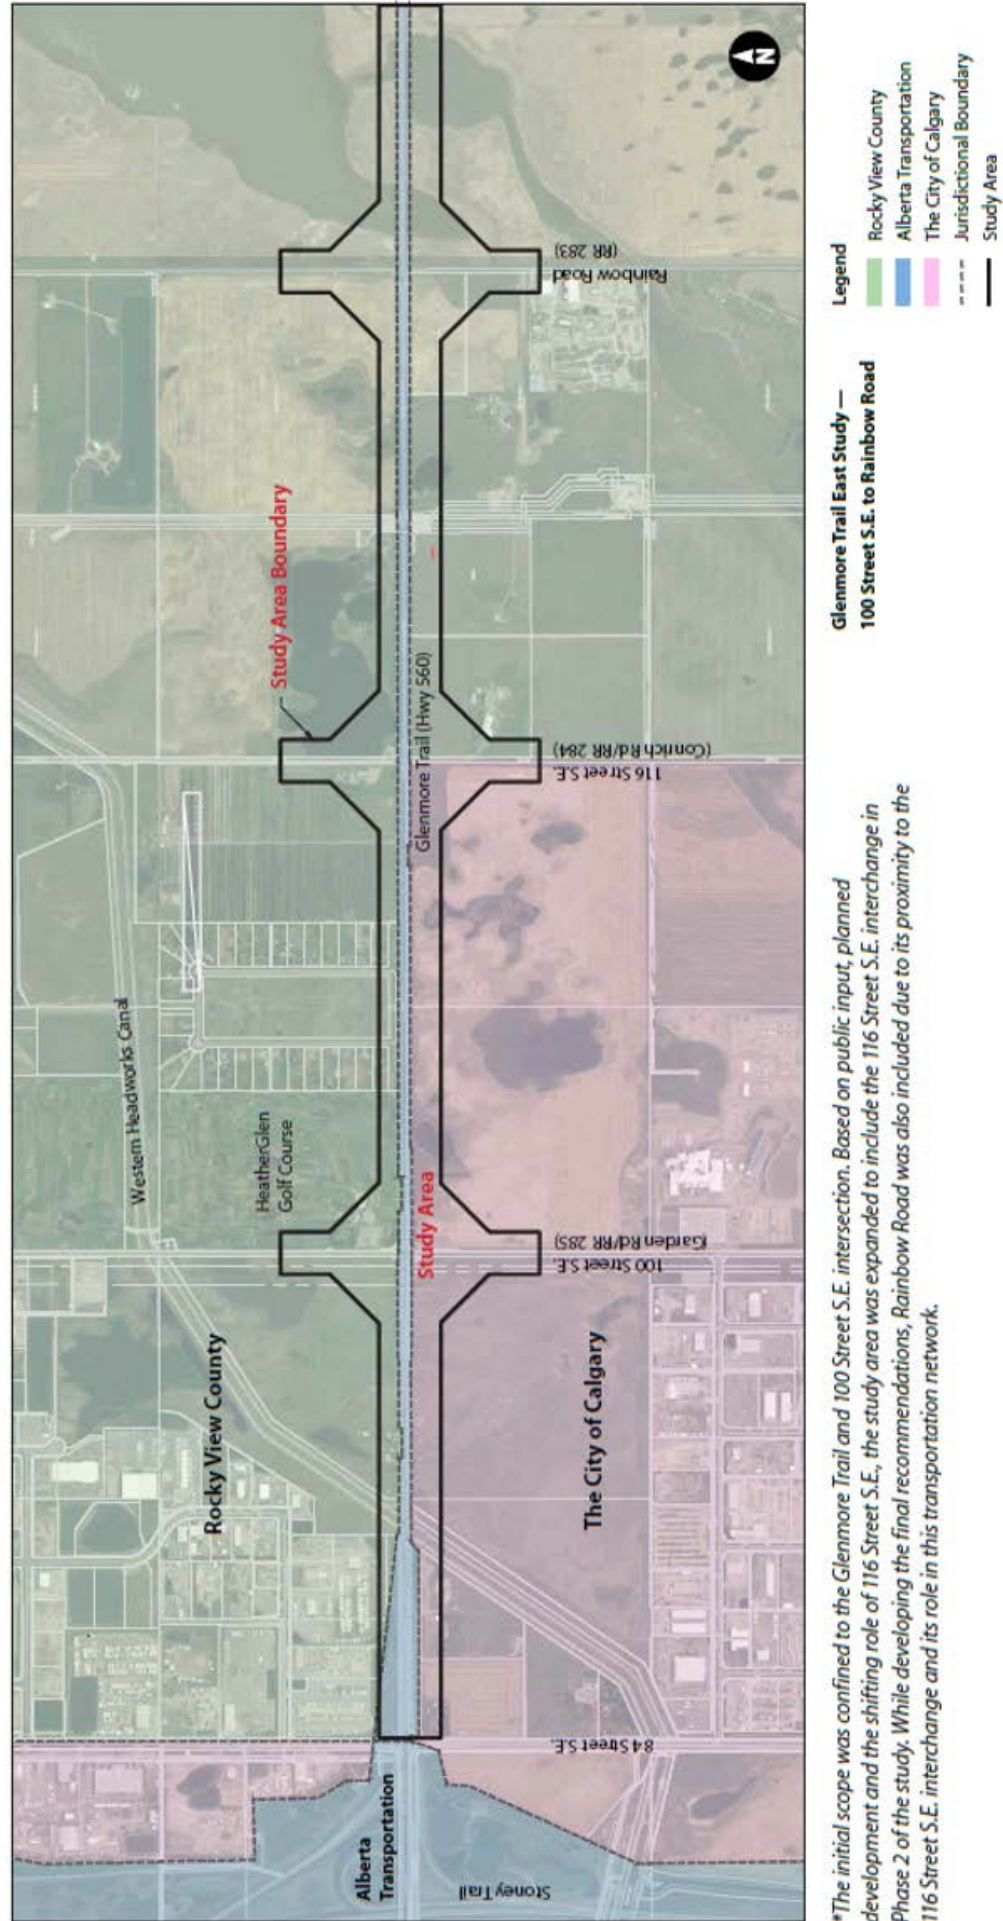 N
Study Area Boundary
Western Headworks Canal
HeatherGlen
Golf Course
Rocky View County
Glenmore Trail (Hwy 560)
Study Area
Alberta
Transportation
Stoney Trail
84 Street S.E.
The City of Calgary
100 Street S.E.
(Garden Rd/RR 285)
116 Street S.E.
(Conrich Rd/RR 284)
Rainbow Road
(RR 283)
Glenmore Trail East Study —
100 Street S.E. to Rainbow Road
Legend
Rocky View County
Alberta Transportation
The City of Calgary
Jurisdictional Boundary
Study Area
*The initial scope was confined to the Glenmore Trail and 100 Street S.E. intersection. Based on public input, planned
development and the shifting role of 116 Street S.E., the study area was expanded to include the 116 Street S.E. interchange in
Phase 2 of the study. While developing the final recommendations, Rainbow Road was also included due to its proximity to the
116 Street S.E. interchange and its role in this transportation network.